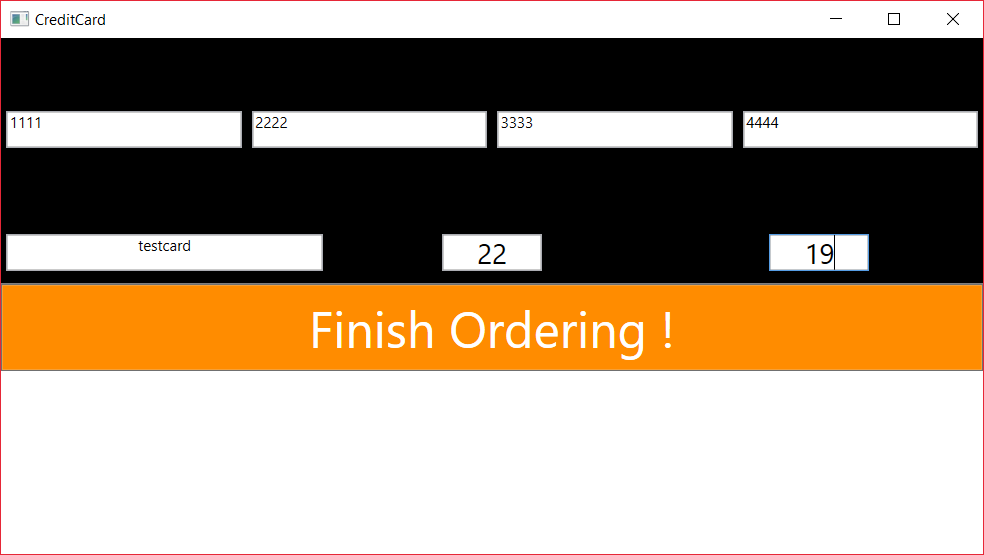 CreditCard
1111 2222 3333 4444
testcard 22 19
Finish Ordering !